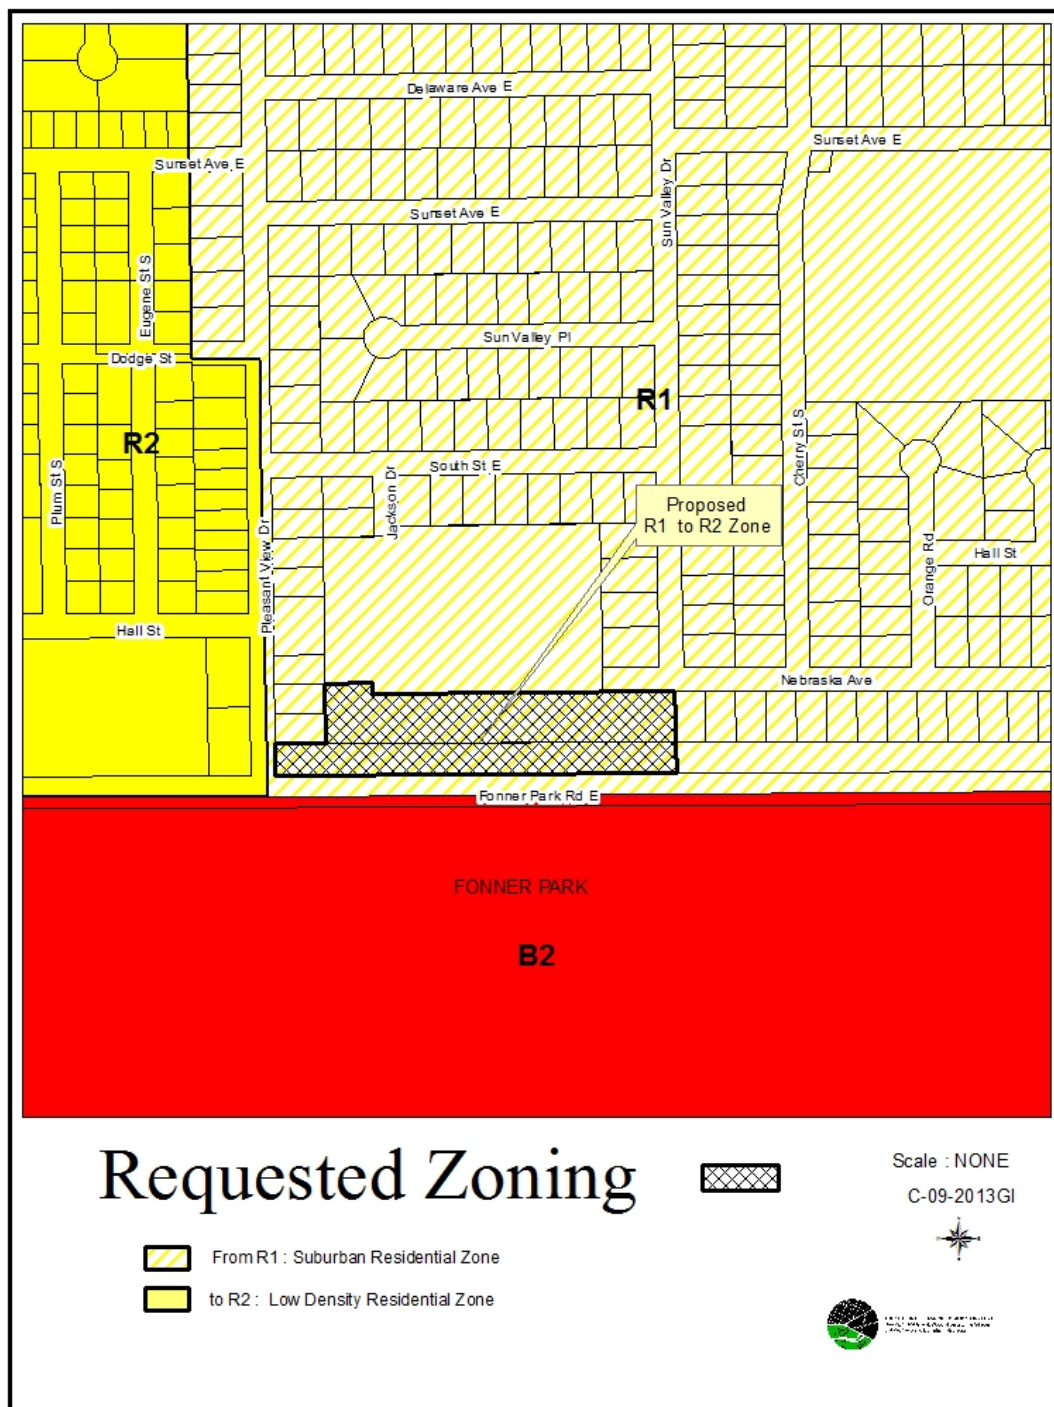 Delaware Ave E
Sunset Ave E
Sunset Ave E
Sun Valley Dr
Sunset Ave E
Eugene St S
Sun Valley Pl
Dodge St
R1
R2
Cherry St S
Plum St S
South St E
Jackson Dr
Proposed
R1 to R2 Zone
Pleasant View Dr
Orange Rd
Hall St
Hall St
Nebraska Ave
Fonner Park Rd E
FONNER PARK
B2
Requested Zoning
Scale : NONE
C-09-2013GI
From R1 : Suburban Residential Zone
to R2 : Low Density Residential Zone